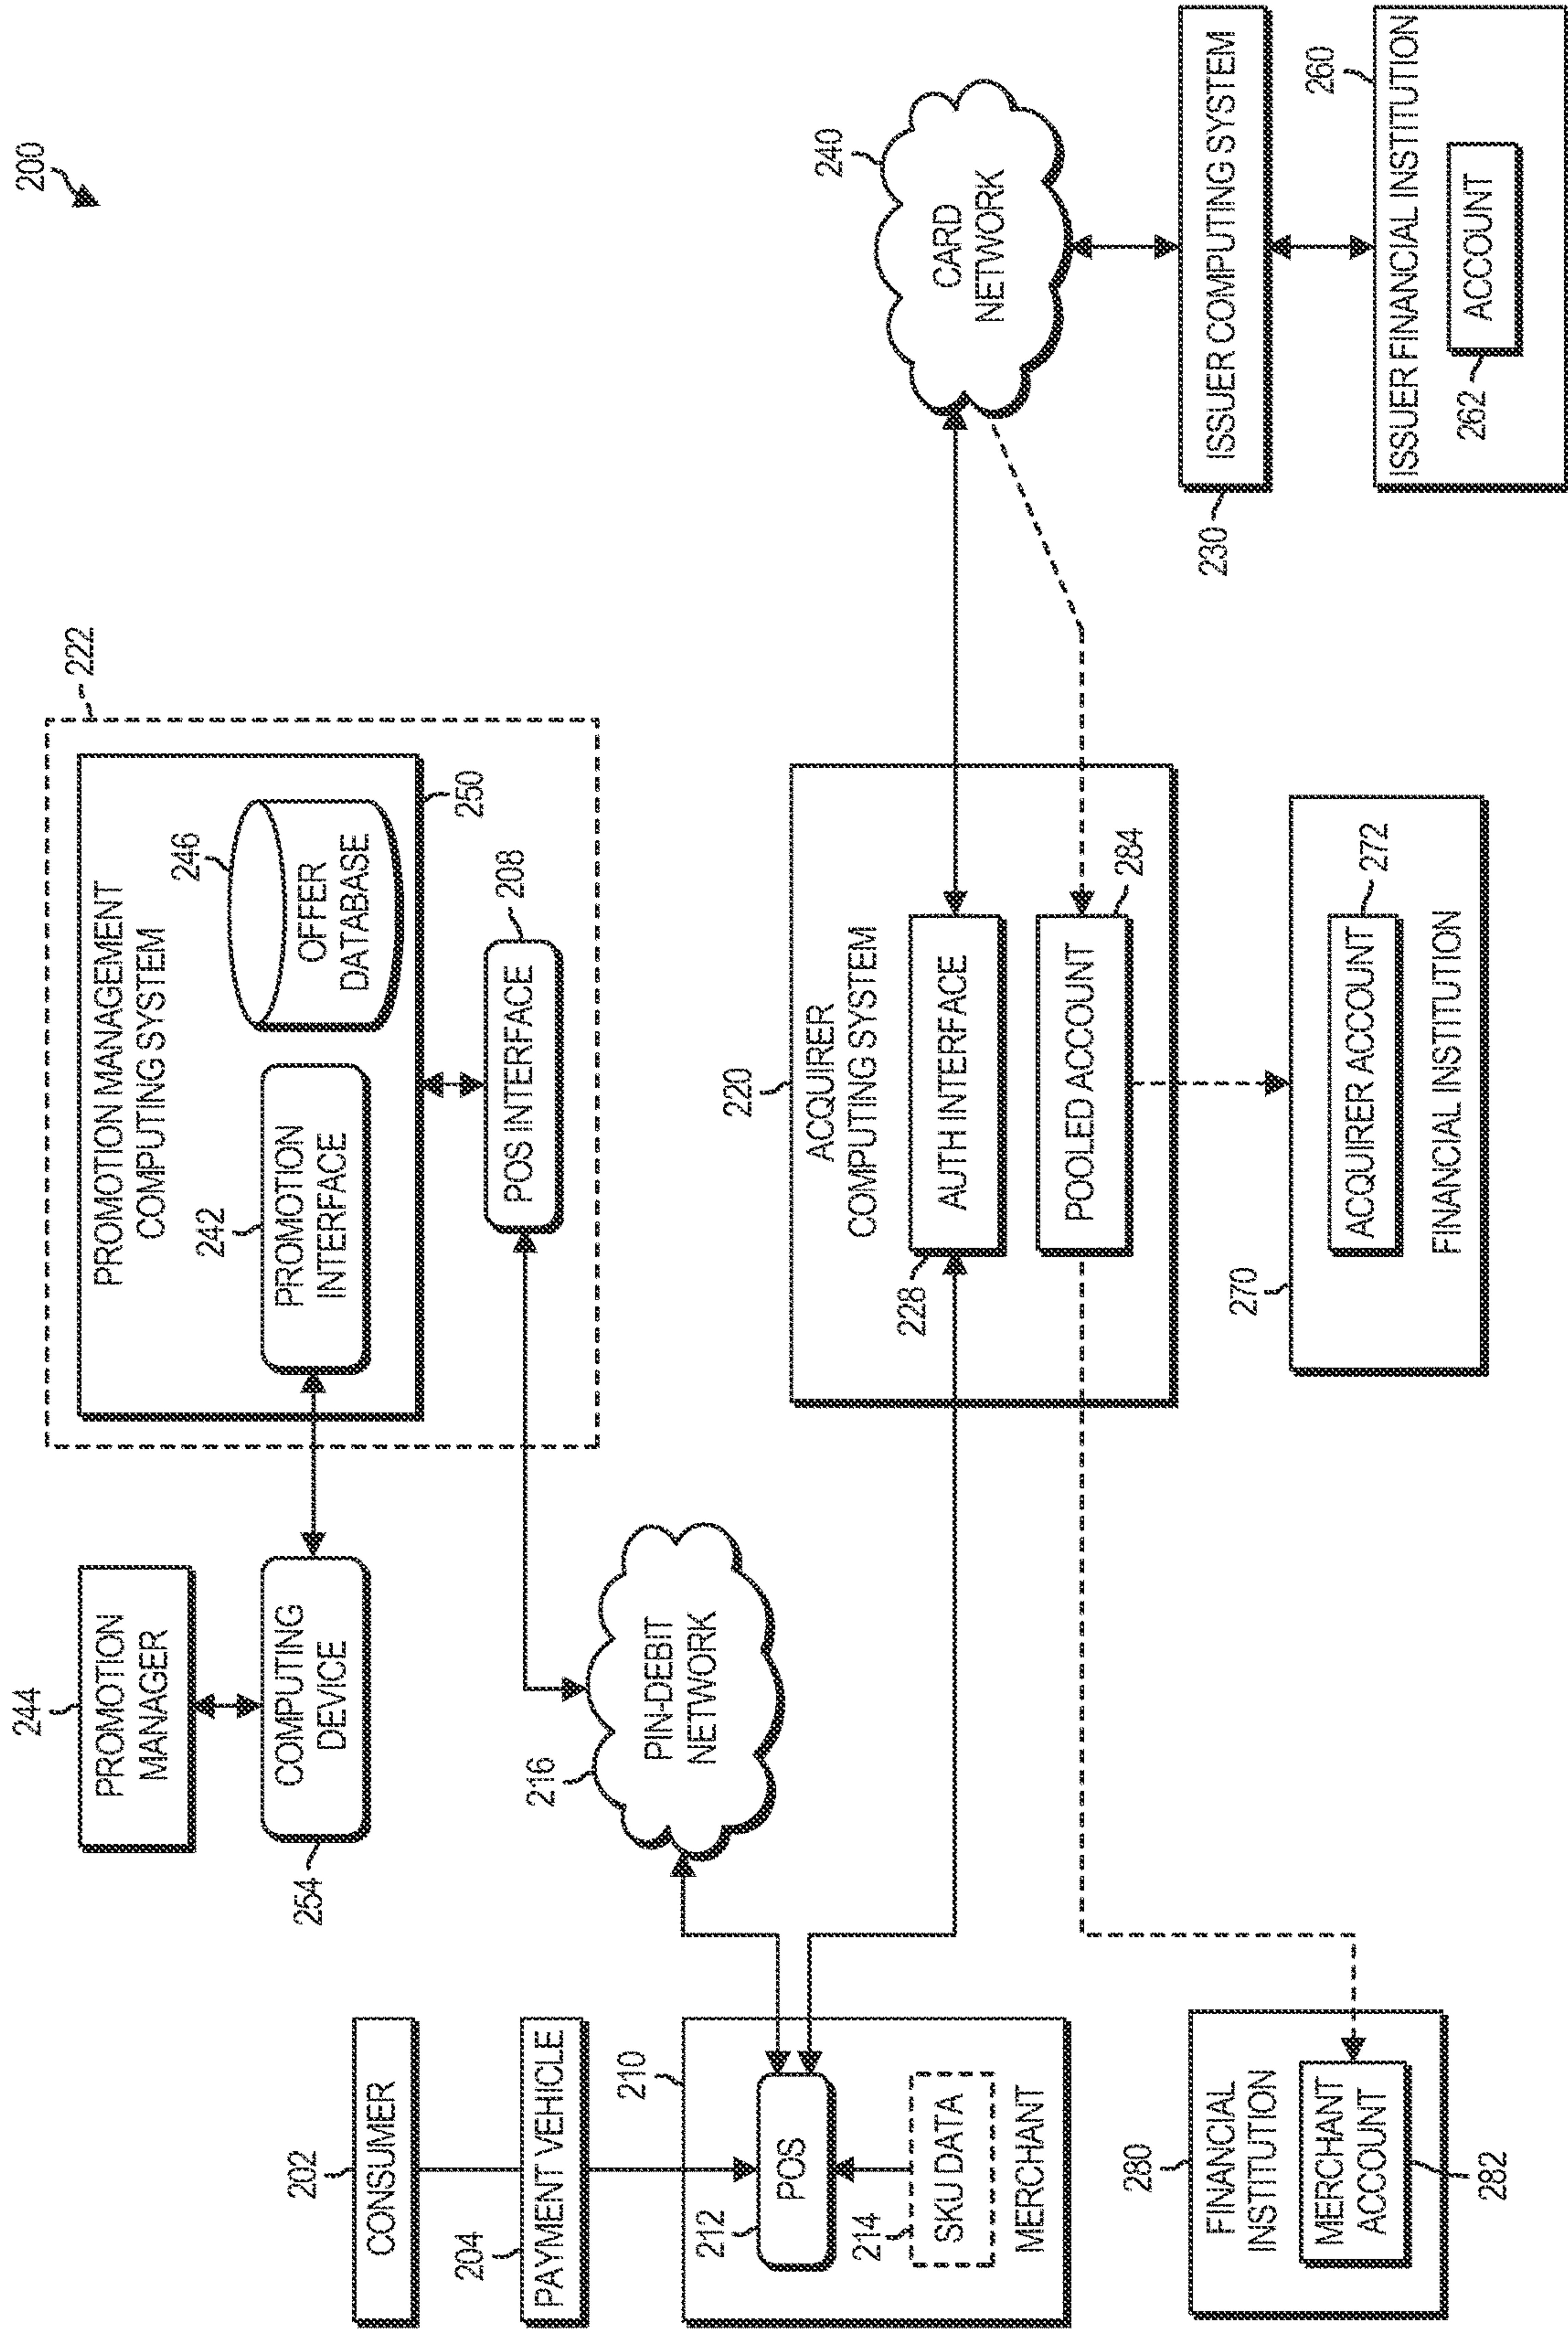 200
222
244
PROMOTION
MANAGER
254
COMPUTING
DEVICE
PROMOTION MANAGEMENT
COMPUTING SYSTEM
242
PROMOTION
INTERFACE
246
OFFER
DATABASE
250
POS INTERFACE
208
202
CONSUMER
204
PAYMENT VEHICLE
216
PIN-DEBIT
NETWORK
210
212
POS
214
SKU DATA
MERCHANT
220
ACQUIRER
COMPUTING SYSTEM
228
AUTH INTERFACE
POOLED ACCOUNT
284
240
CARD
NETWORK
230
ISSUER COMPUTING SYSTEM
260
ISSUER FINANCIAL INSTITUTION
262
ACCOUNT
270
ACQUIRER ACCOUNT
272
FINANCIAL INSTITUTION
280
FINANCIAL
INSTITUTION
MERCHANT
ACCOUNT
282